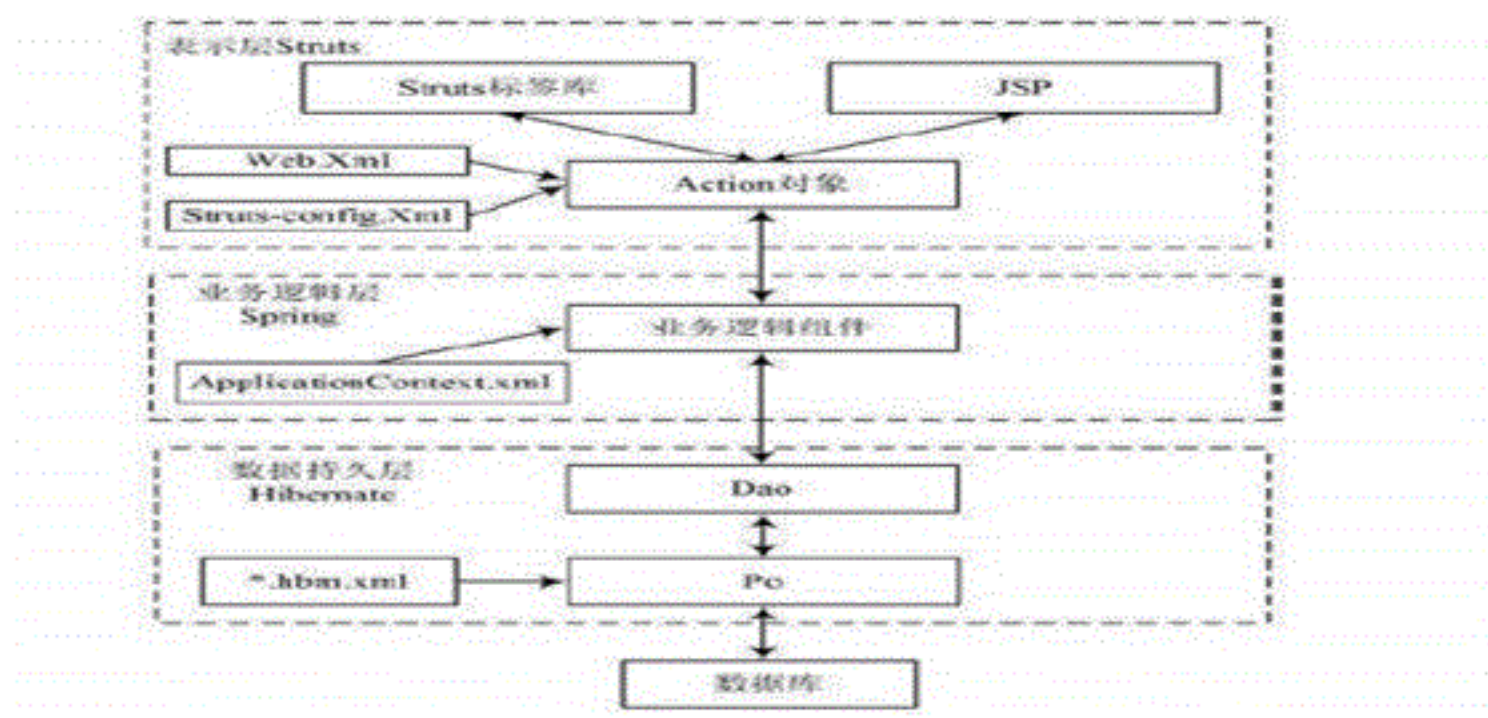 表示层Struts
Struts标签库
JSP
Web.Xml
Action对象
Struts-config.Xml
业务逻辑层
Spring
业务逻辑组件
ApplicationContext.xml
数据持久层
Hibernate
Dao
*.hbm.xml
Po
数据库